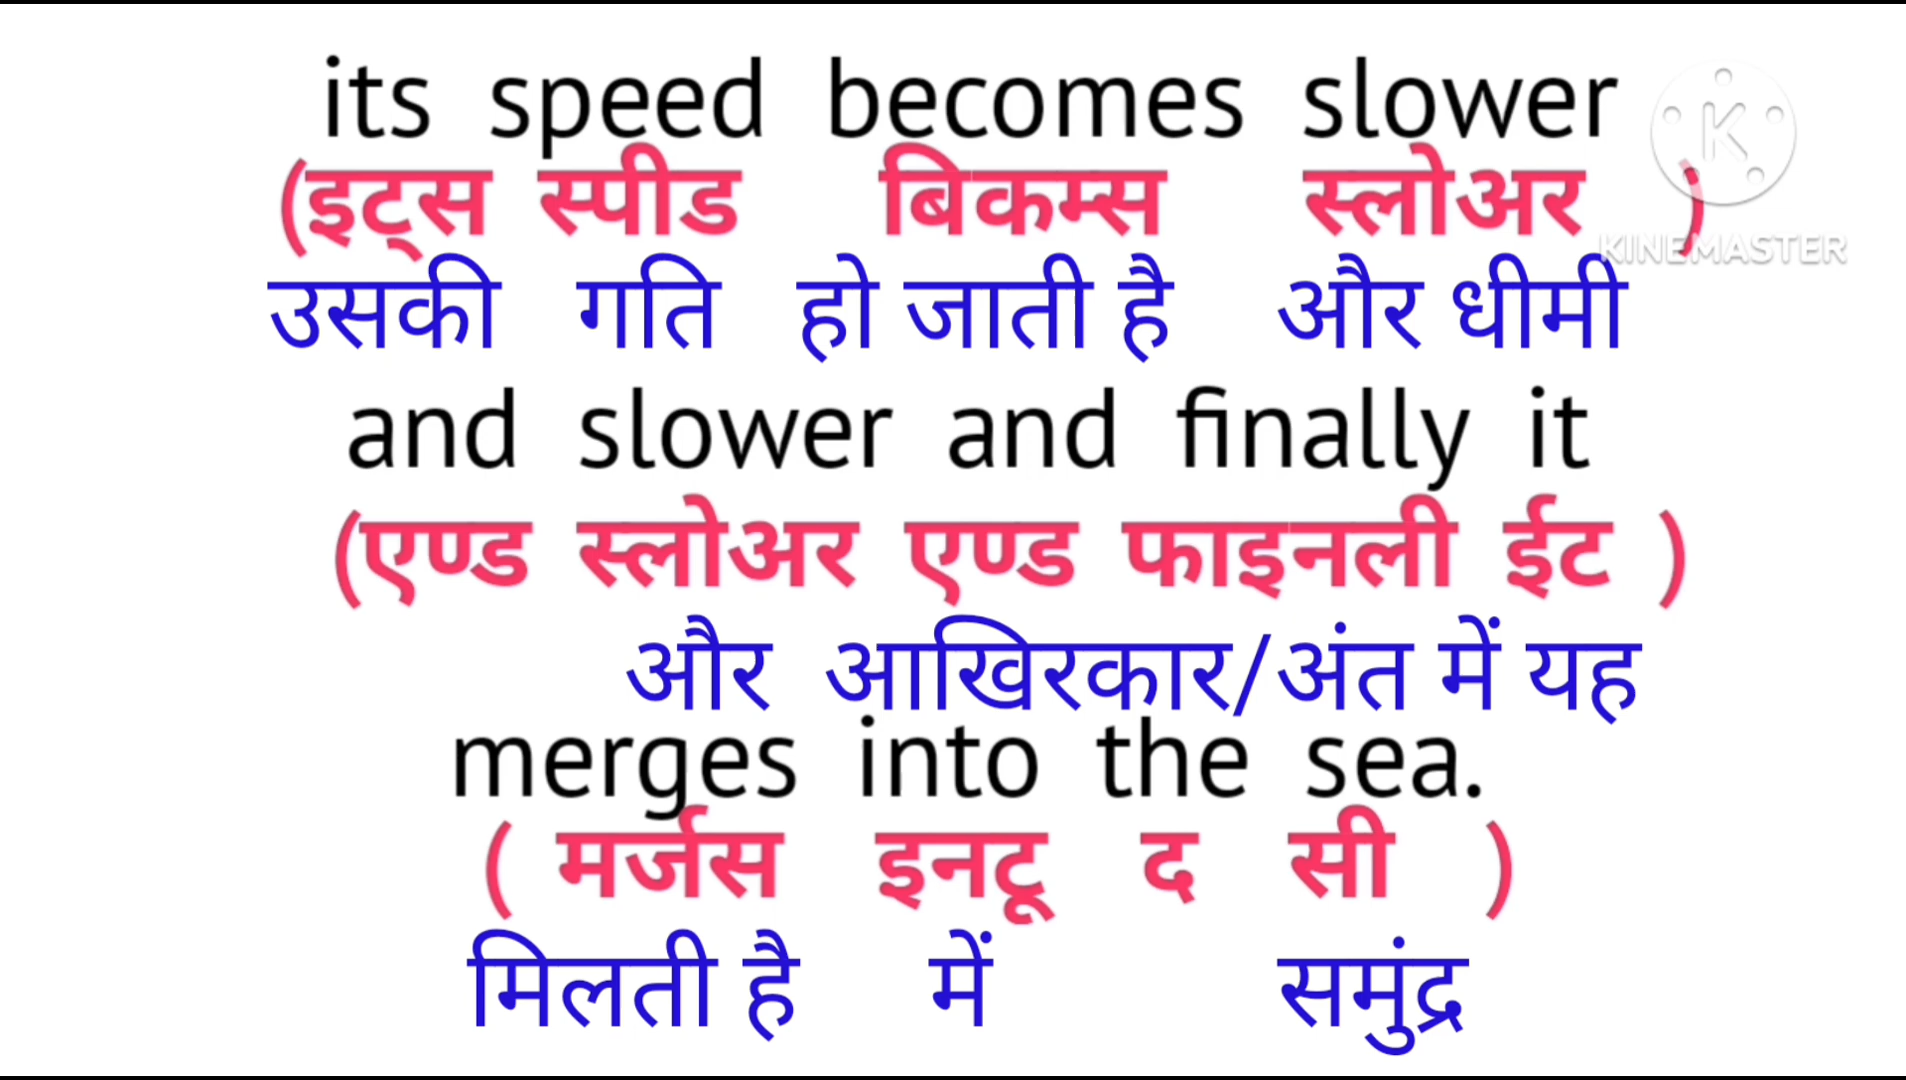 its speed becomes slower
(इट्स स्पीड बिकम्स स्लोअर )
उसकी गति हो जाती है और धीमी
and slower and finally it
(एण्ड स्लोअर एण्ड फाइनली ईट )
और आखिरकार/अंत में यह
merges into the sea.
( मर्जस इनटू द सी )
मिलती है में समुंद्र
K
KINEMASTER